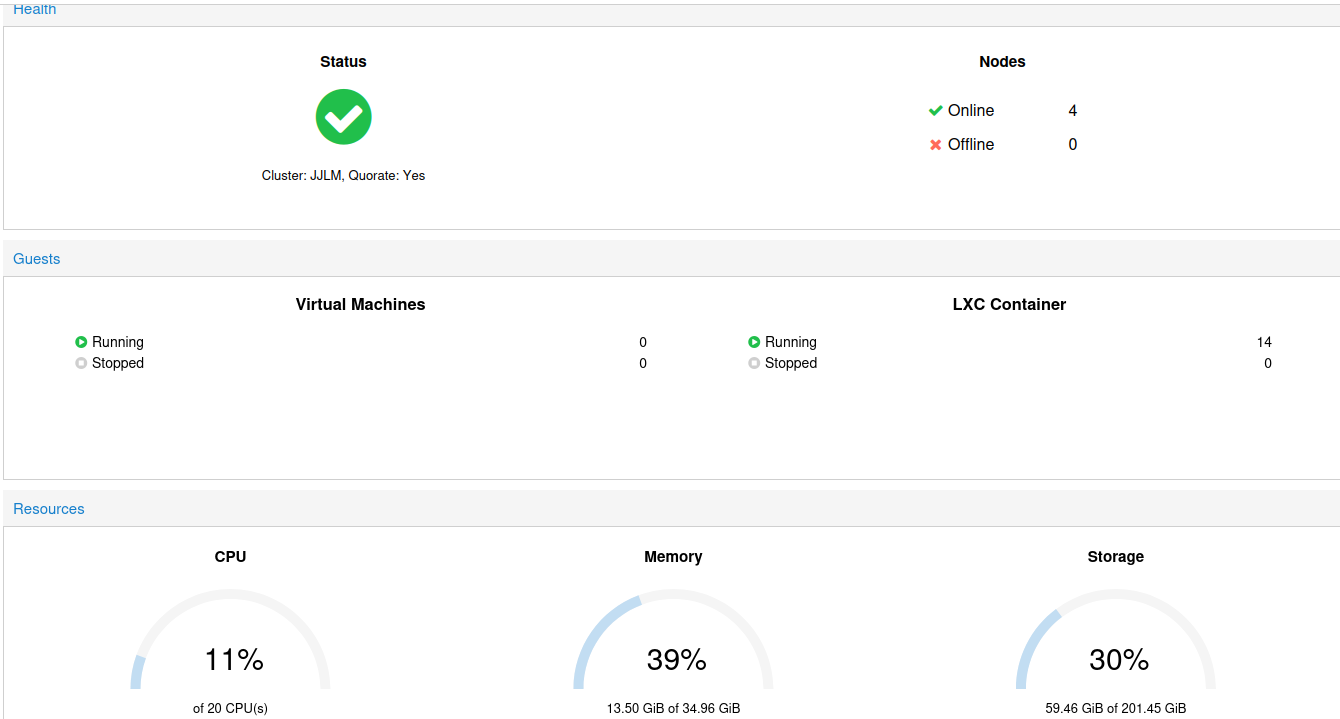 Health
Status
Nodes
Online 4
Offline 0
Cluster: JJLM, Quorate: Yes
Guests
Virtual Machines
LXC Container
Running 0
Running 14
Stopped 0
Stopped 0
Resources
CPU
Memory
Storage
11%
39%
30%
of 20 CPU(s)
13.50 GiB of 34.96 GiB
59.46 GiB of 201.45 GiB